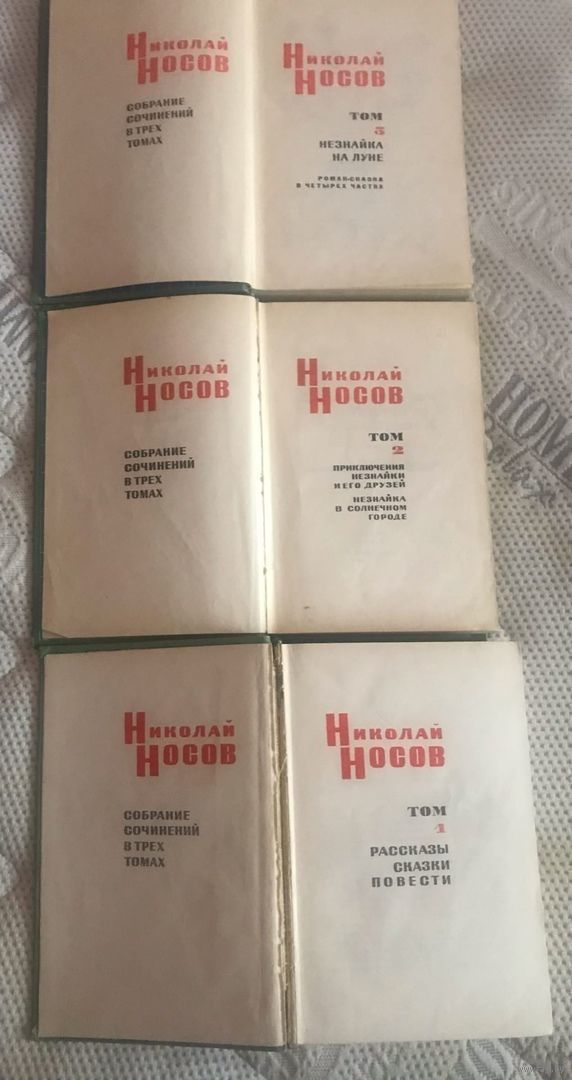 НИКОЛАЙ
НОСОВ
СОБРАНИЕ
СОЧИНЕНИЙ
В ТРЕХ
ТОМАХ
НИКОЛАЙ
НОСОВ
ТОМ
3
НЕЗНАЙКА
НА ЛУНЕ
РОМАН-СКАЗКА
В ЧЕТЫРЕХ ЧАСТЯХ
НИКОЛАЙ
НОСОВ
СОБРАНИЕ
СОЧИНЕНИЙ
В ТРЕХ
ТОМАХ
НИКОЛАЙ
НОСОВ
ТОМ
2
ПРИКЛЮЧЕНИЯ
НЕЗНАЙКИ
И ЕГО ДРУЗЕЙ
НЕЗНАЙКА
В СОЛНЕЧНОМ
ГОРОДЕ
НИКОЛАЙ
НОСОВ
СОБРАНИЕ
СОЧИНЕНИЙ
В ТРЕХ
ТОМАХ
НИКОЛАЙ
НОСОВ
ТОМ
1
РАССКАЗЫ
СКАЗКИ
ПОВЕСТИ
HOM